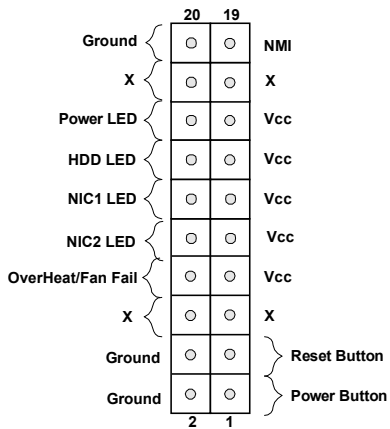 20 19
Ground NMI
X X
Power LED Vcc
HDD LED Vcc
NIC1 LED Vcc
NIC2 LED Vcc
OverHeat/Fan Fail Vcc
X X
Ground Reset Button
Ground Power Button
2 1